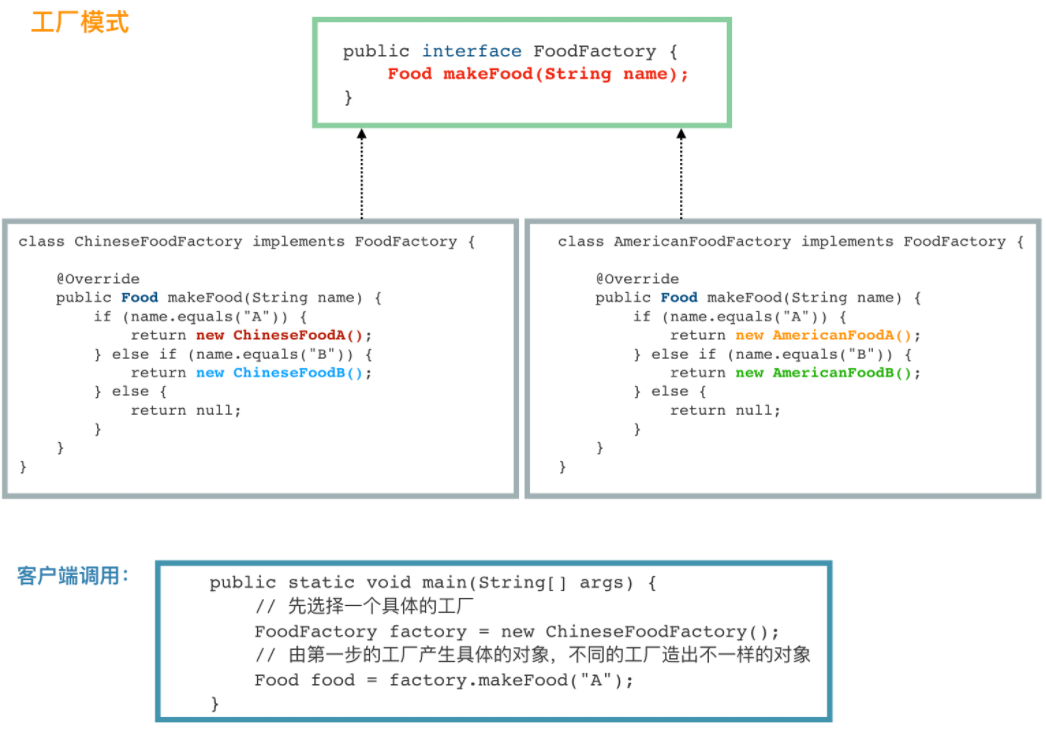 工厂模式
public interface FoodFactory {
    Food makeFood(String name);
}
class ChineseFoodFactory implements FoodFactory {
    @Override
    public Food makeFood(String name) {
        if (name.equals("A")) {
            return new ChineseFoodA();
        } else if (name.equals("B")) {
            return new ChineseFoodB();
        } else {
            return null;
        }
    }
}
class AmericanFoodFactory implements FoodFactory {
    @Override
    public Food makeFood(String name) {
        if (name.equals("A")) {
            return new AmericanFoodA();
        } else if (name.equals("B")) {
            return new AmericanFoodB();
        } else {
            return null;
        }
    }
}
客户端调用：
public static void main(String[] args) {
    // 先选择一个具体的工厂
    FoodFactory factory = new ChineseFoodFactory();
    // 由第一步的工厂产生具体的对象，不同的工厂造出不一样的对象
    Food food = factory.makeFood("A");
}